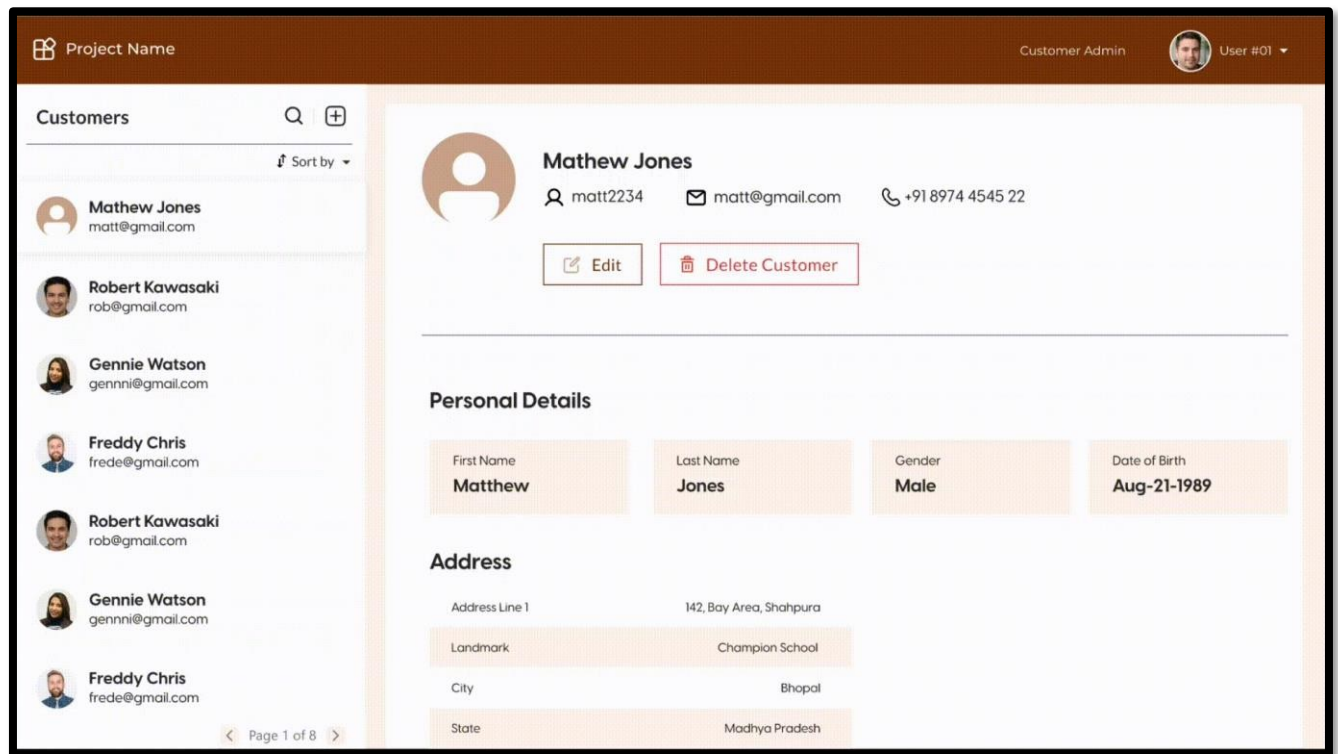 Project Name
Customer Admin
User #01
Customers
Sort by
Mathew Jones
matt@gmail.com
Robert Kawasaki
rob@gmail.com
Gennie Watson
gennni@gmail.com
Freddy Chris
frede@gmail.com
Robert Kawasaki
rob@gmail.com
Gennie Watson
gennni@gmail.com
Freddy Chris
frede@gmail.com
Page 1 of 8
Mathew Jones
matt2234
matt@gmail.com
+91 8974 4545 22
Edit
Delete Customer
Personal Details
First Name
Matthew
Last Name
Jones
Gender
Male
Date of Birth
Aug-21-1989
Address
Address Line 1 142, Bay Area, Shahpura
Landmark Champion School
City Bhopal
State Madhya Pradesh